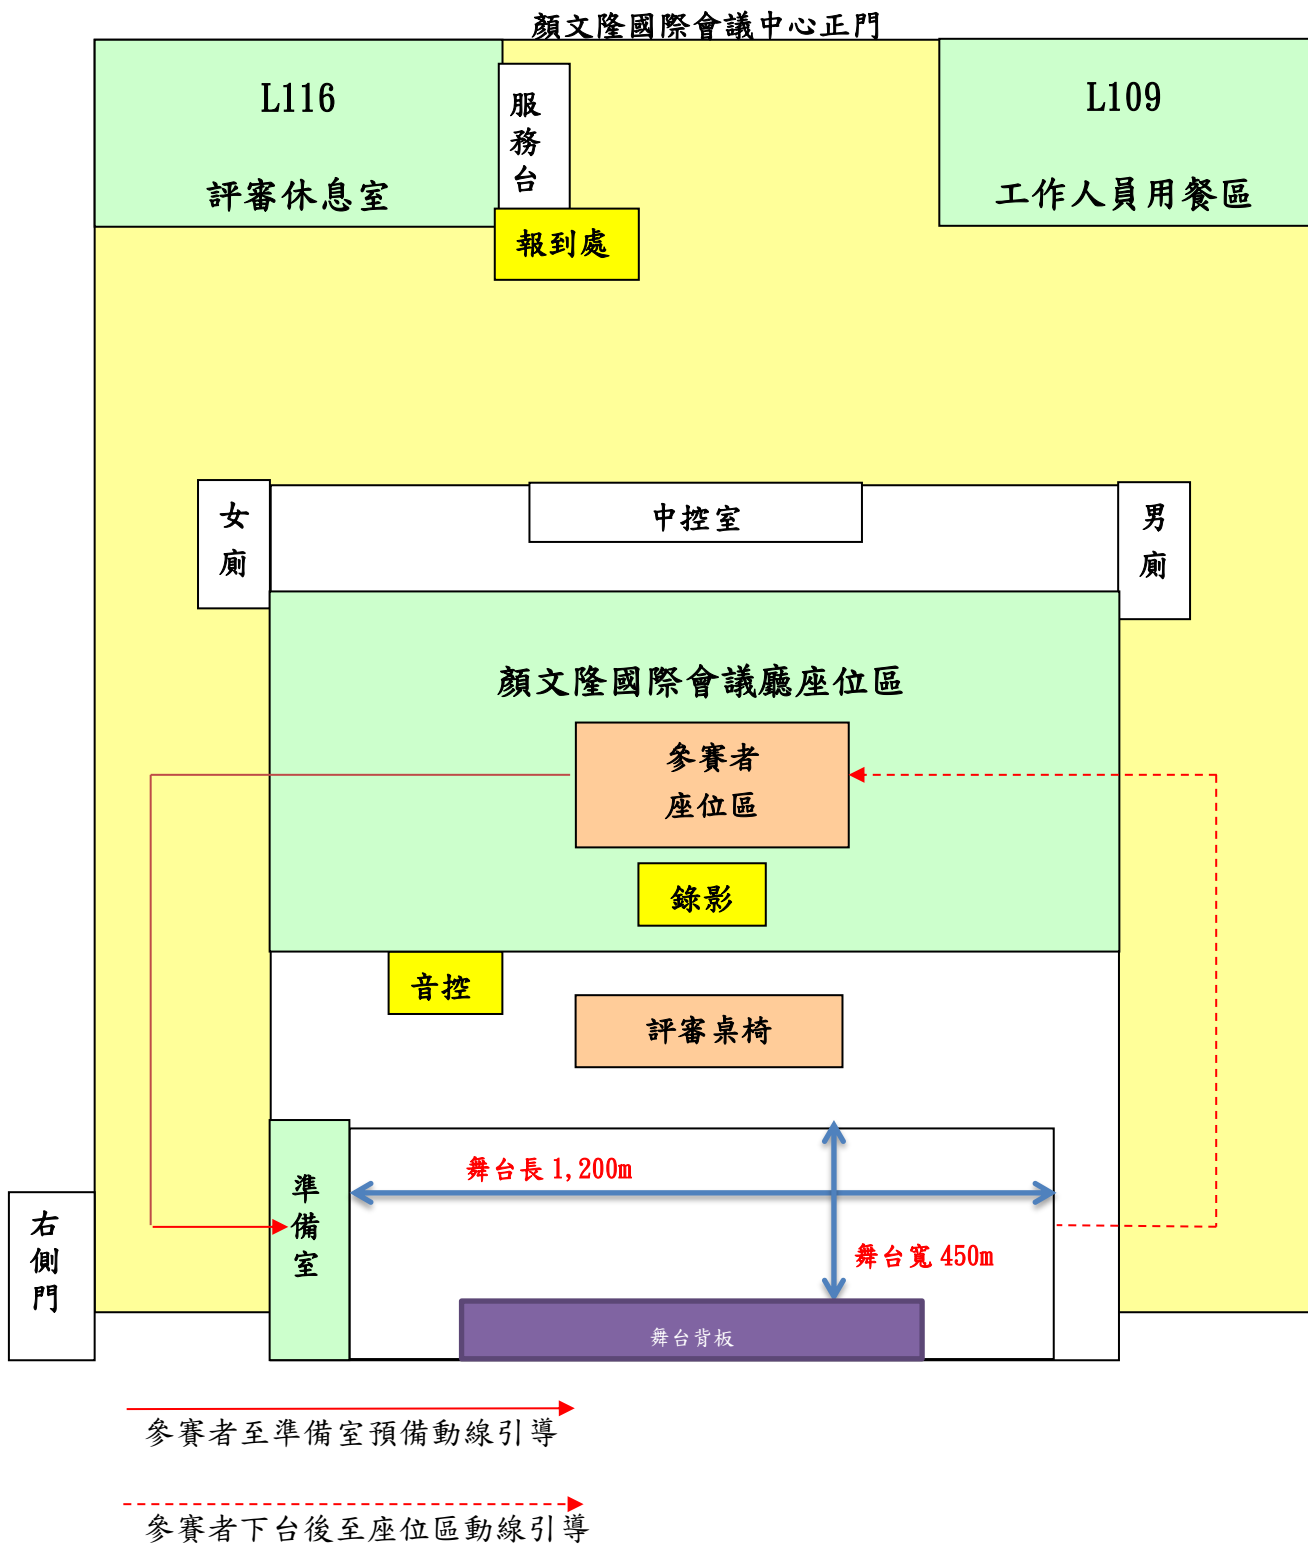 顏文隆國際會議中心正門
L116
評審休息室
服務台
報到處
L109
工作人員用餐區
女廁
中控室
男廁
顏文隆國際會議廳座位區
參賽者
座位區
錄影
音控
評審桌椅
準備室
舞台長 1,200m
舞台寬 450m
右側門
舞台背板
參賽者至準備室預備動線引導
參賽者下台後至座位區動線引導